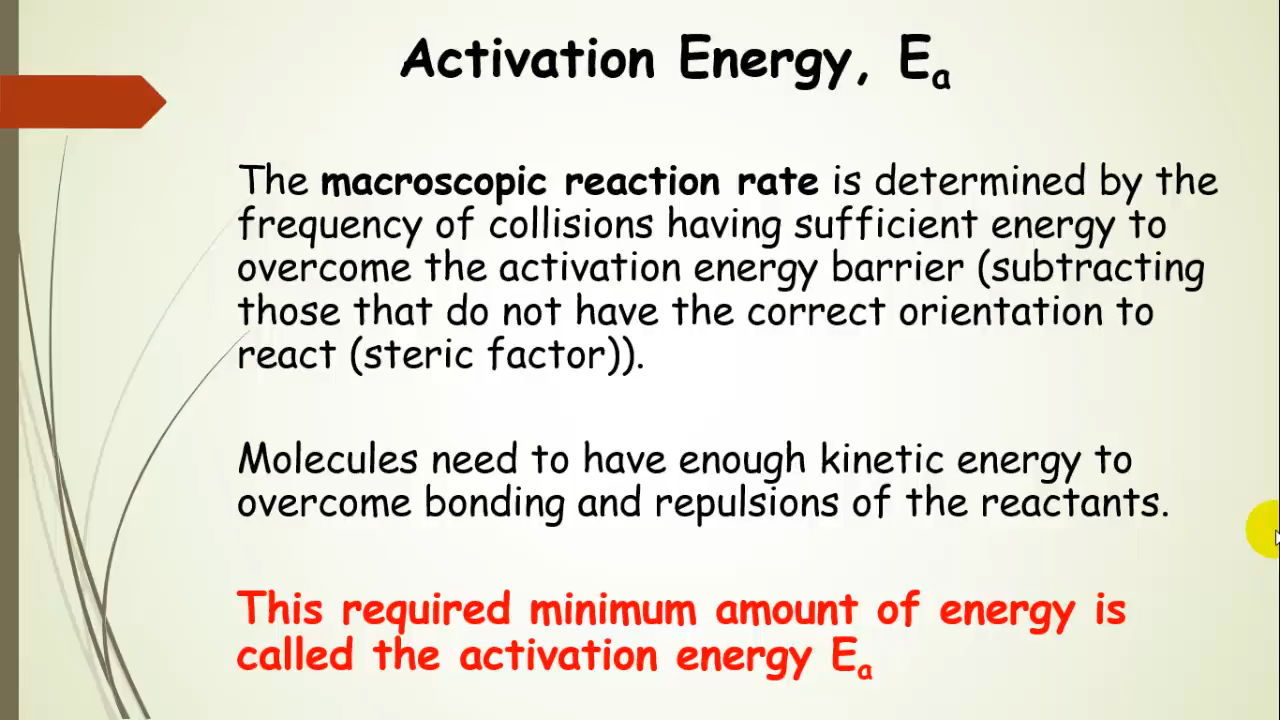 Activation Energy, Eₐ
The macroscopic reaction rate is determined by the
frequency of collisions having sufficient energy to
overcome the activation energy barrier (subtracting
those that do not have the correct orientation to
react (steric factor)).
Molecules need to have enough kinetic energy to
overcome bonding and repulsions of the reactants.
This required minimum amount of energy is
called the activation energy Eₐ